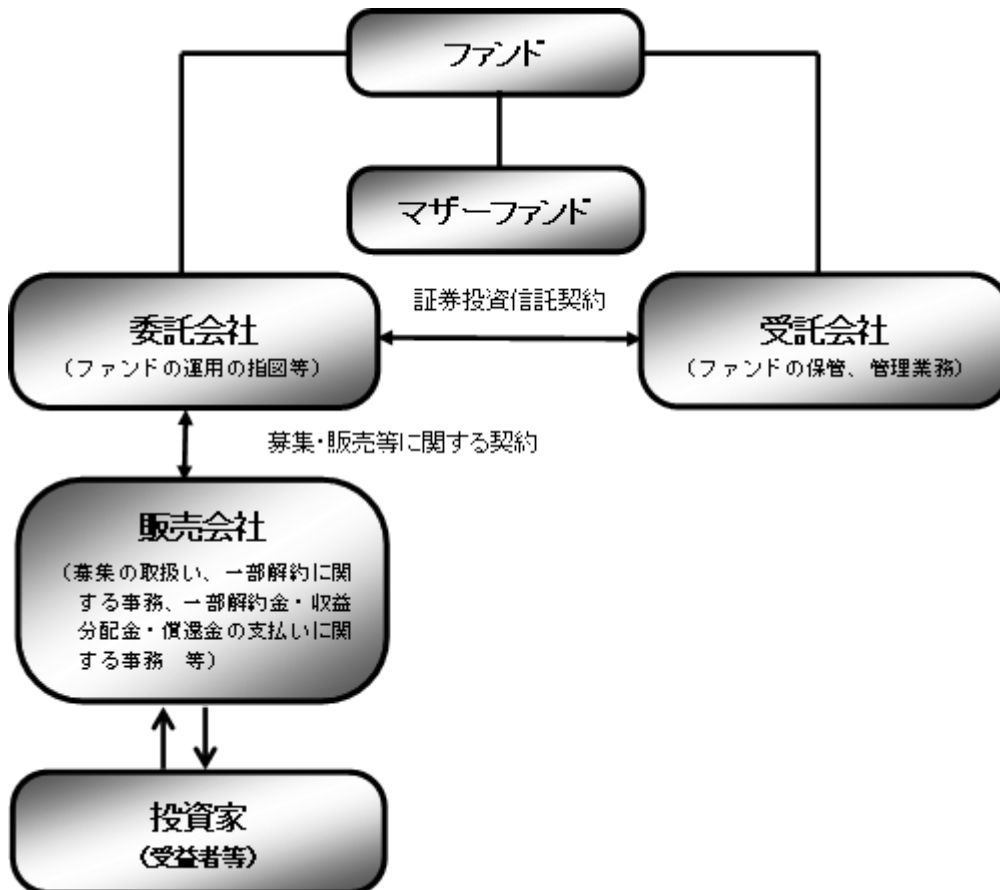 ファンド
マザーファンド
証券投資信託契約
委託会社
（ファンドの運用の指図等）
受託会社
（ファンドの保管、管理業務）
募集・販売等に関する契約
販売会社
（募集の取扱い、一部解約に関
する事務、一部解約金・収益
分配金・償還金の支払いに関
する事務　等）
投資家
（受益者等）